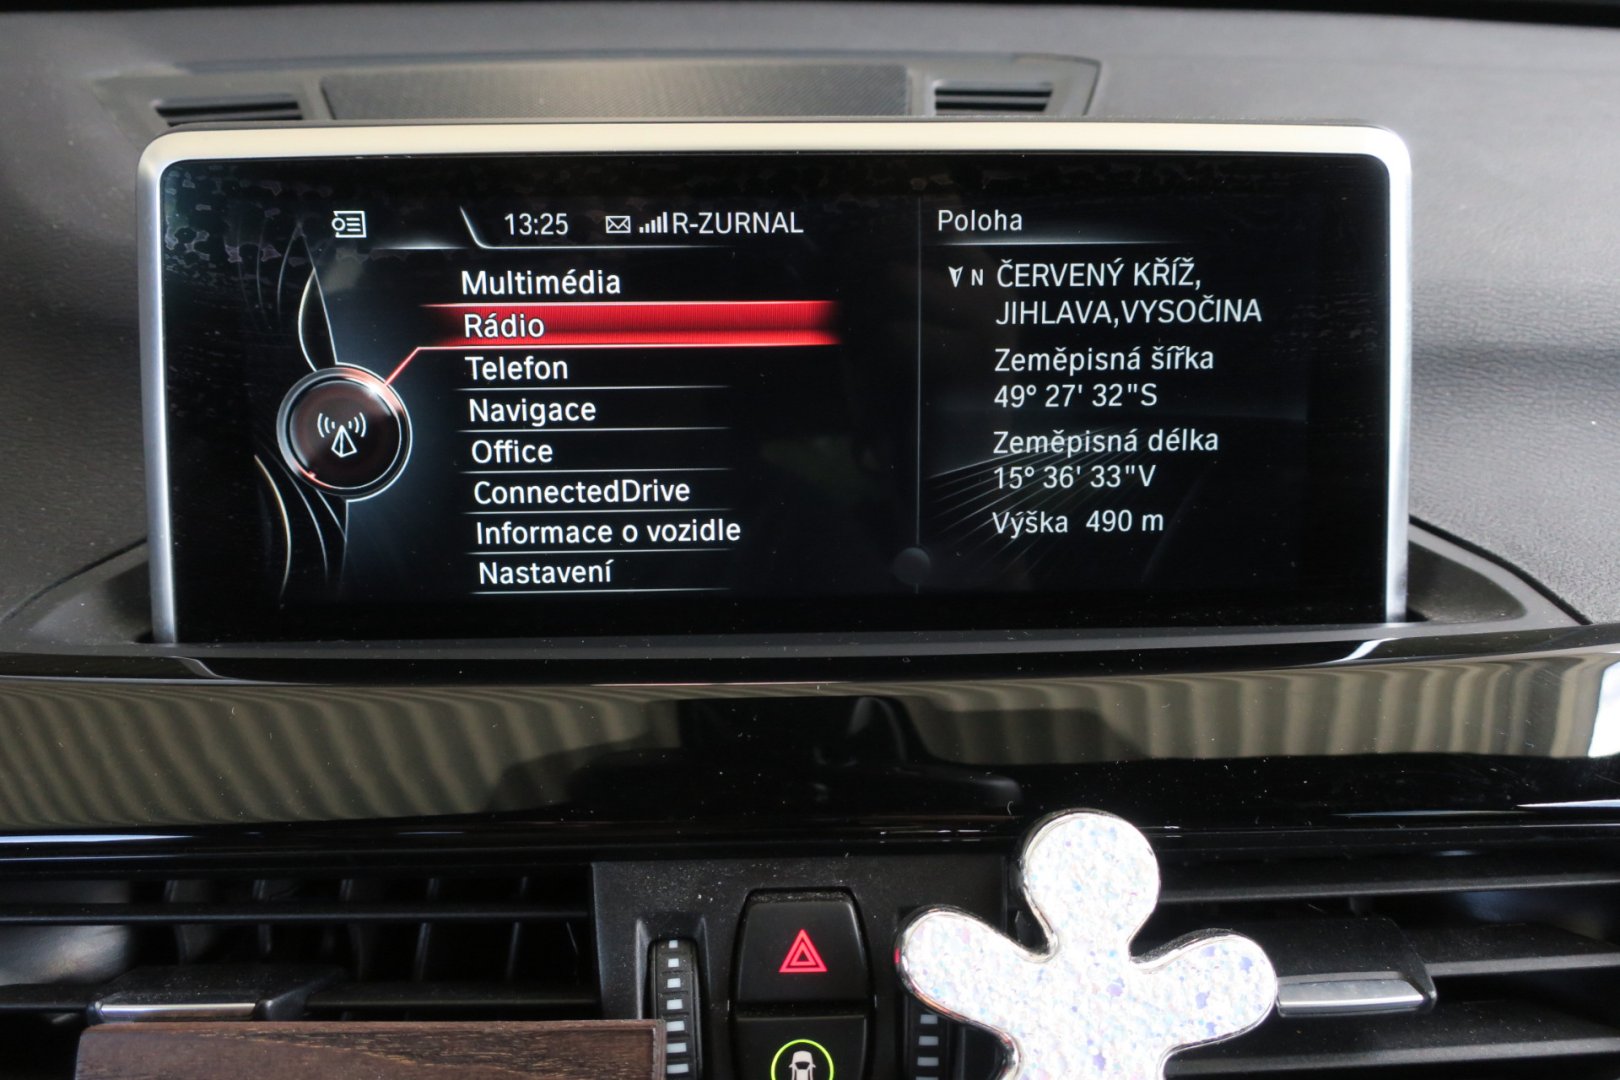 13:25 R-ZURNAL
Multimédia
Rádio
Telefon
Navigace
Office
ConnectedDrive
Informace o vozidle
Nastavení
Poloha
N ČERVENÝ KŘÍŽ,
JIHLAVA,VYSOČINA
Zeměpisná šířka
49° 27' 32"S
Zeměpisná délka
15° 36' 33"V
Výška 490 m